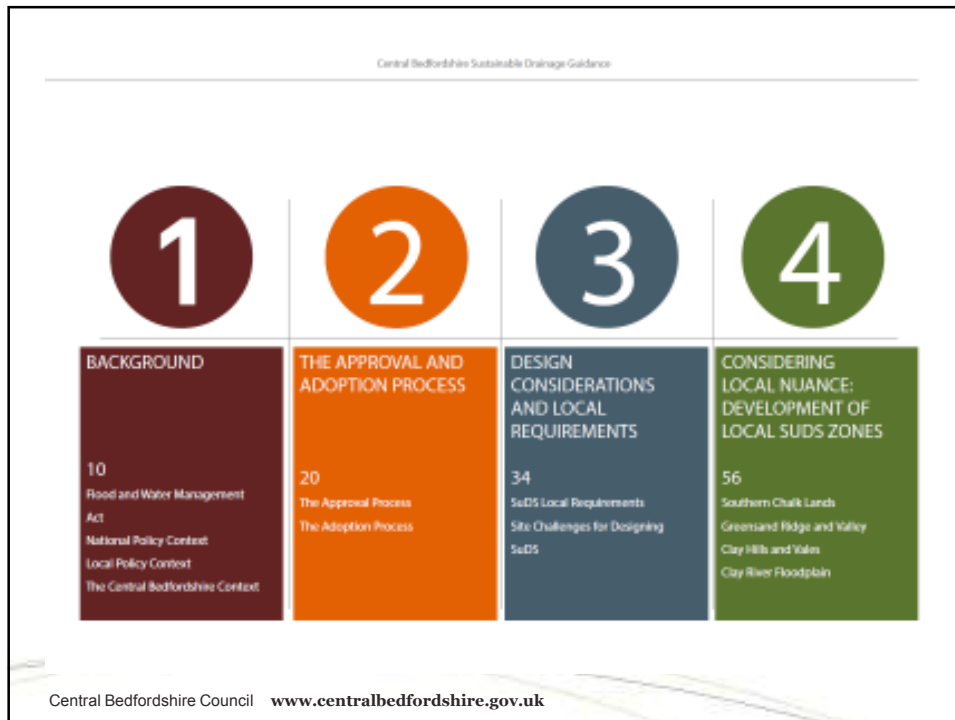 Central Bedfordshire Sustainable Drainage Guidance
1
2
3
4
BACKGROUND
10
Flood and Water Management
Act
National Policy Context
Local Policy Context
The Central Bedfordshire Context
THE APPROVAL AND
ADOPTION PROCESS
20
The Approval Process
The Adoption Process
DESIGN
CONSIDERATIONS
AND LOCAL
REQUIREMENTS
34
SuDS Local Requirements
Site Challenges for Designing
SuDS
CONSIDERING
LOCAL NUANCE:
DEVELOPMENT OF
LOCAL SUDS ZONES
56
Southern Chalk Lands
Greensand Ridge and Valley
Clay Hills and Vales
Clay River Floodplain
Central Bedfordshire Council www.centralbedfordshire.gov.uk